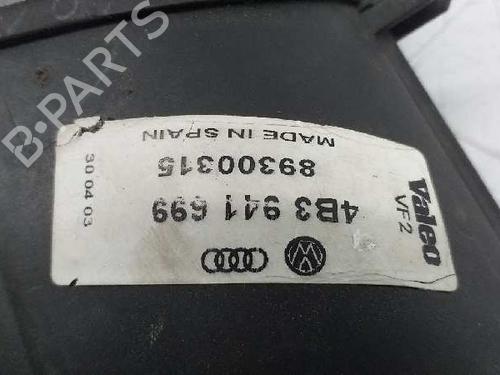 Valeo
VF2
4B3 941 699
89300315
MADE IN SPAIN
30 04 03
B-PARTS